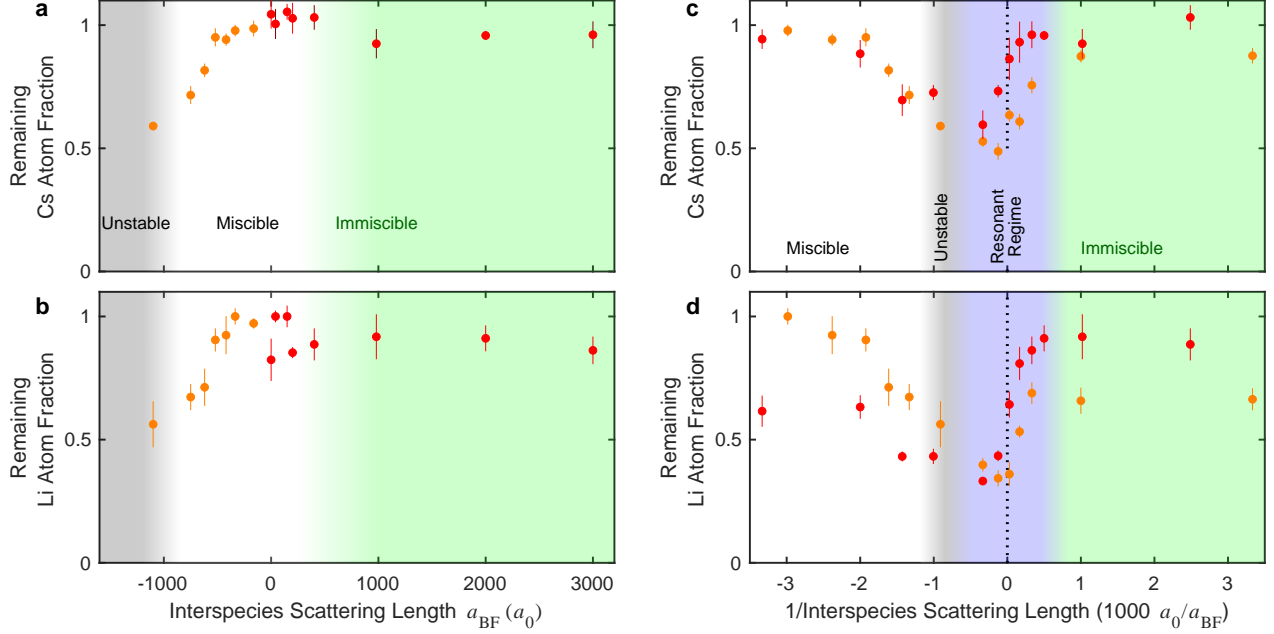 a
1
0.5
0
Remaining
Cs Atom Fraction
Unstable
Miscible
Immiscible
b
1
0.5
0
Remaining
Li Atom Fraction
-1000
0
1000
2000
3000
Interspecies Scattering Length a_BF (a_0)
c
1
0.5
0
Remaining
Cs Atom Fraction
Miscible
Unstable
Resonant
Regime
Immiscible
d
1
0.5
0
Remaining
Li Atom Fraction
-3
-2
-1
0
1
2
3
1/Interspecies Scattering Length (1000 a_0/a_BF)